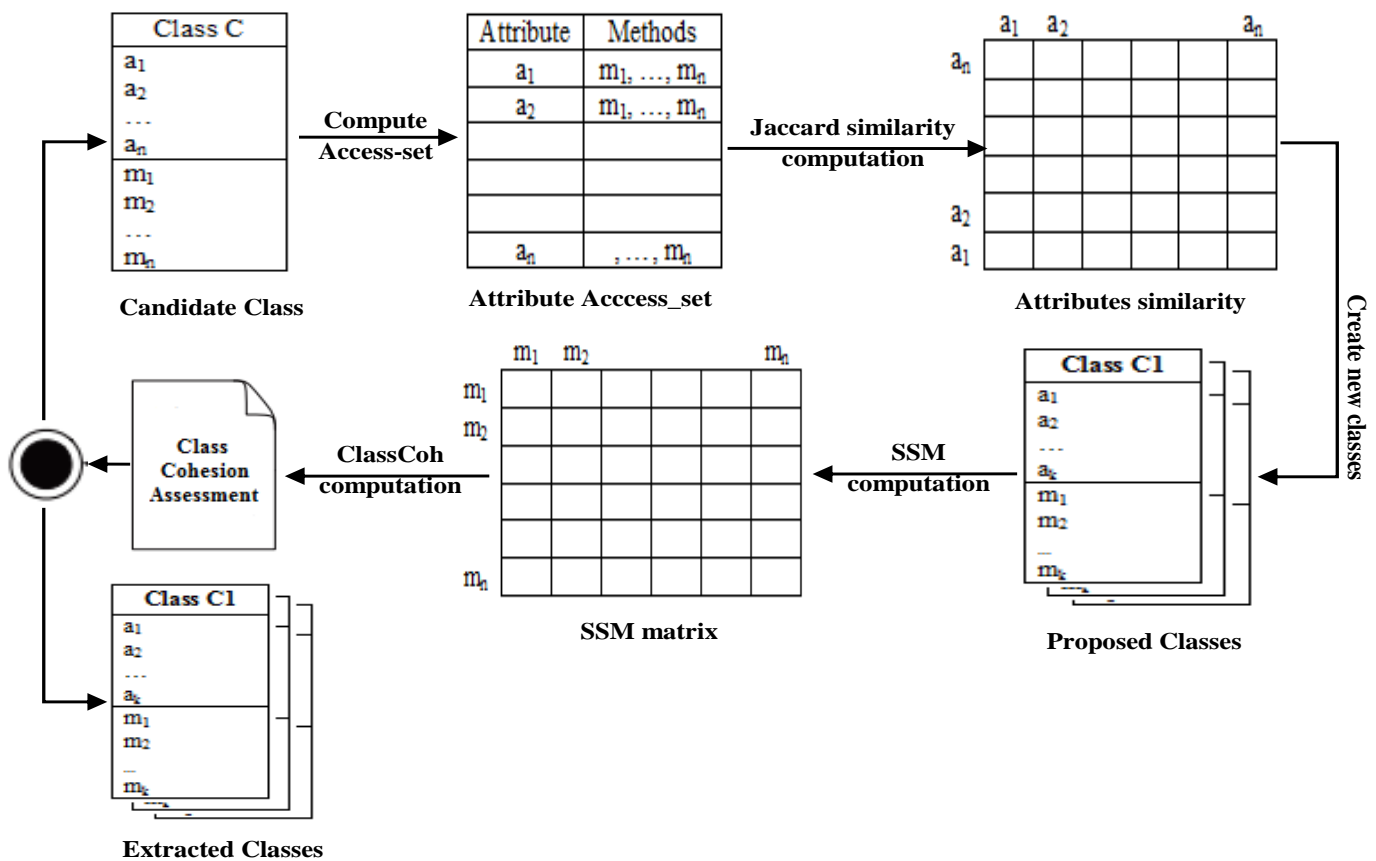 Class C
a1
a2
...
an
m1
m2
...
mn
Candidate Class
Compute
Access-set
Attribute Methods
a1 m1, ..., mn
a2 m1, ..., mn
an , ..., mn
Attribute Acccess_set
Jaccard similarity
computation
a1 a2 an
an
a2
a1
Attributes similarity
Create new classes
Class C1
a1
a2
...
ak
m1
m2
_
mk
Proposed Classes
SSM
computation
m1 m2 mn
m1
m2
mn
SSM matrix
ClassCoh
computation
Class
Cohesion
Assessment
Class C1
a1
a2
...
ak
m1
m2
_
mk
Extracted Classes